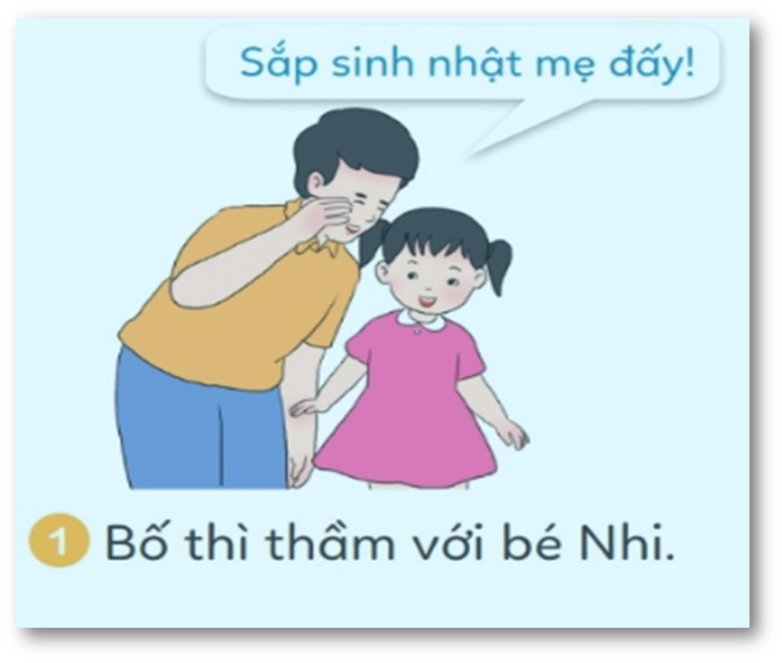 Sắp sinh nhật mẹ đấy!
1 Bố thì thầm với bé Nhi.